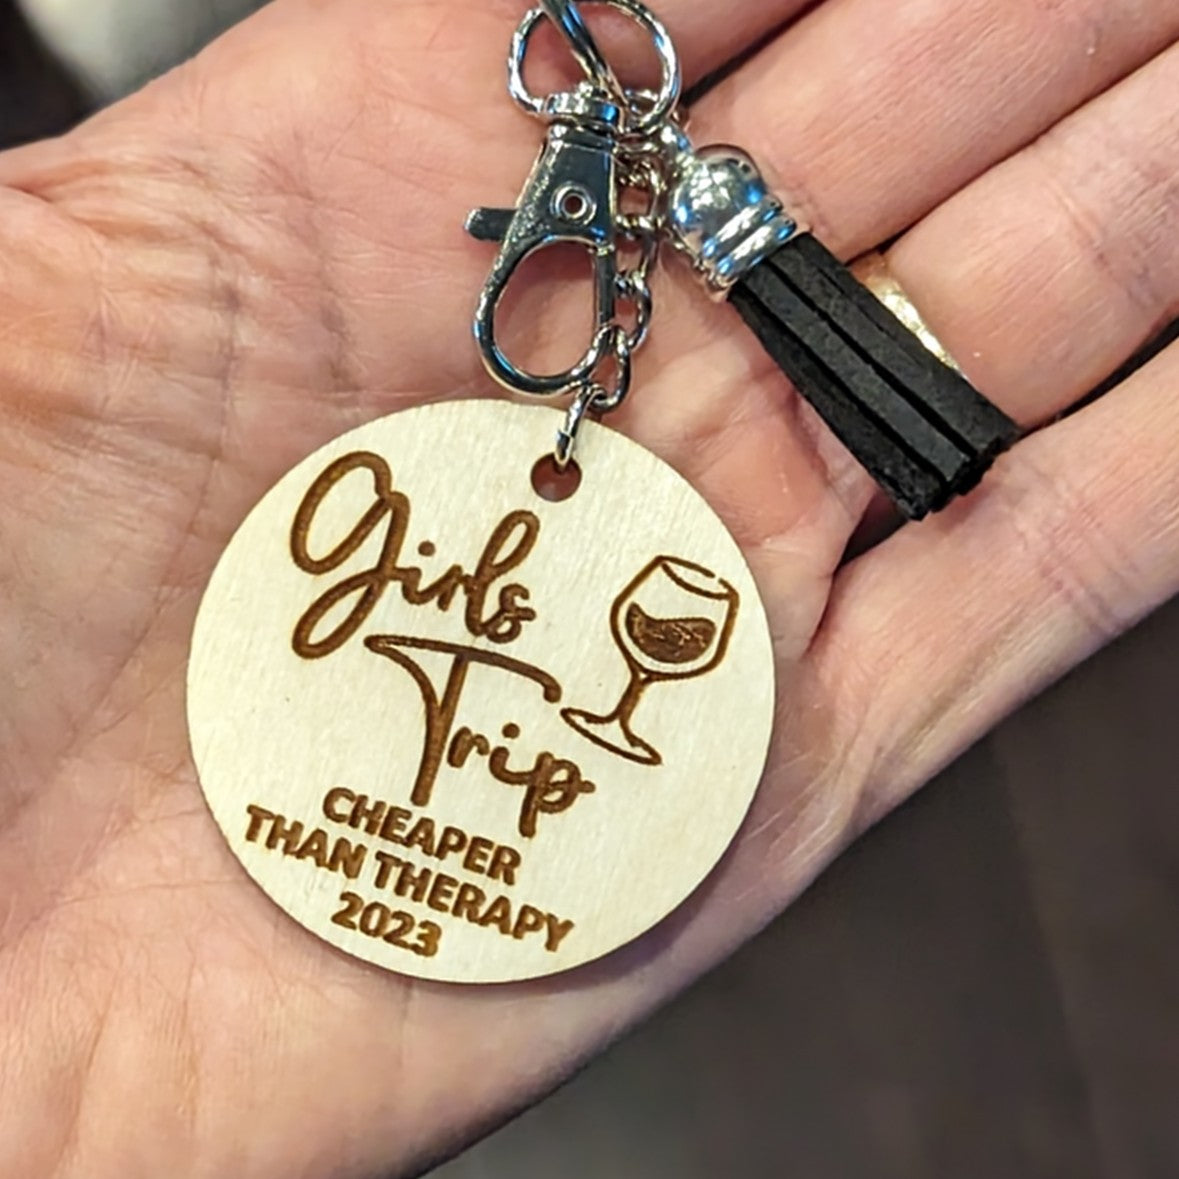 Girls
Trip
CHEAPER
THAN THERAPY
2023